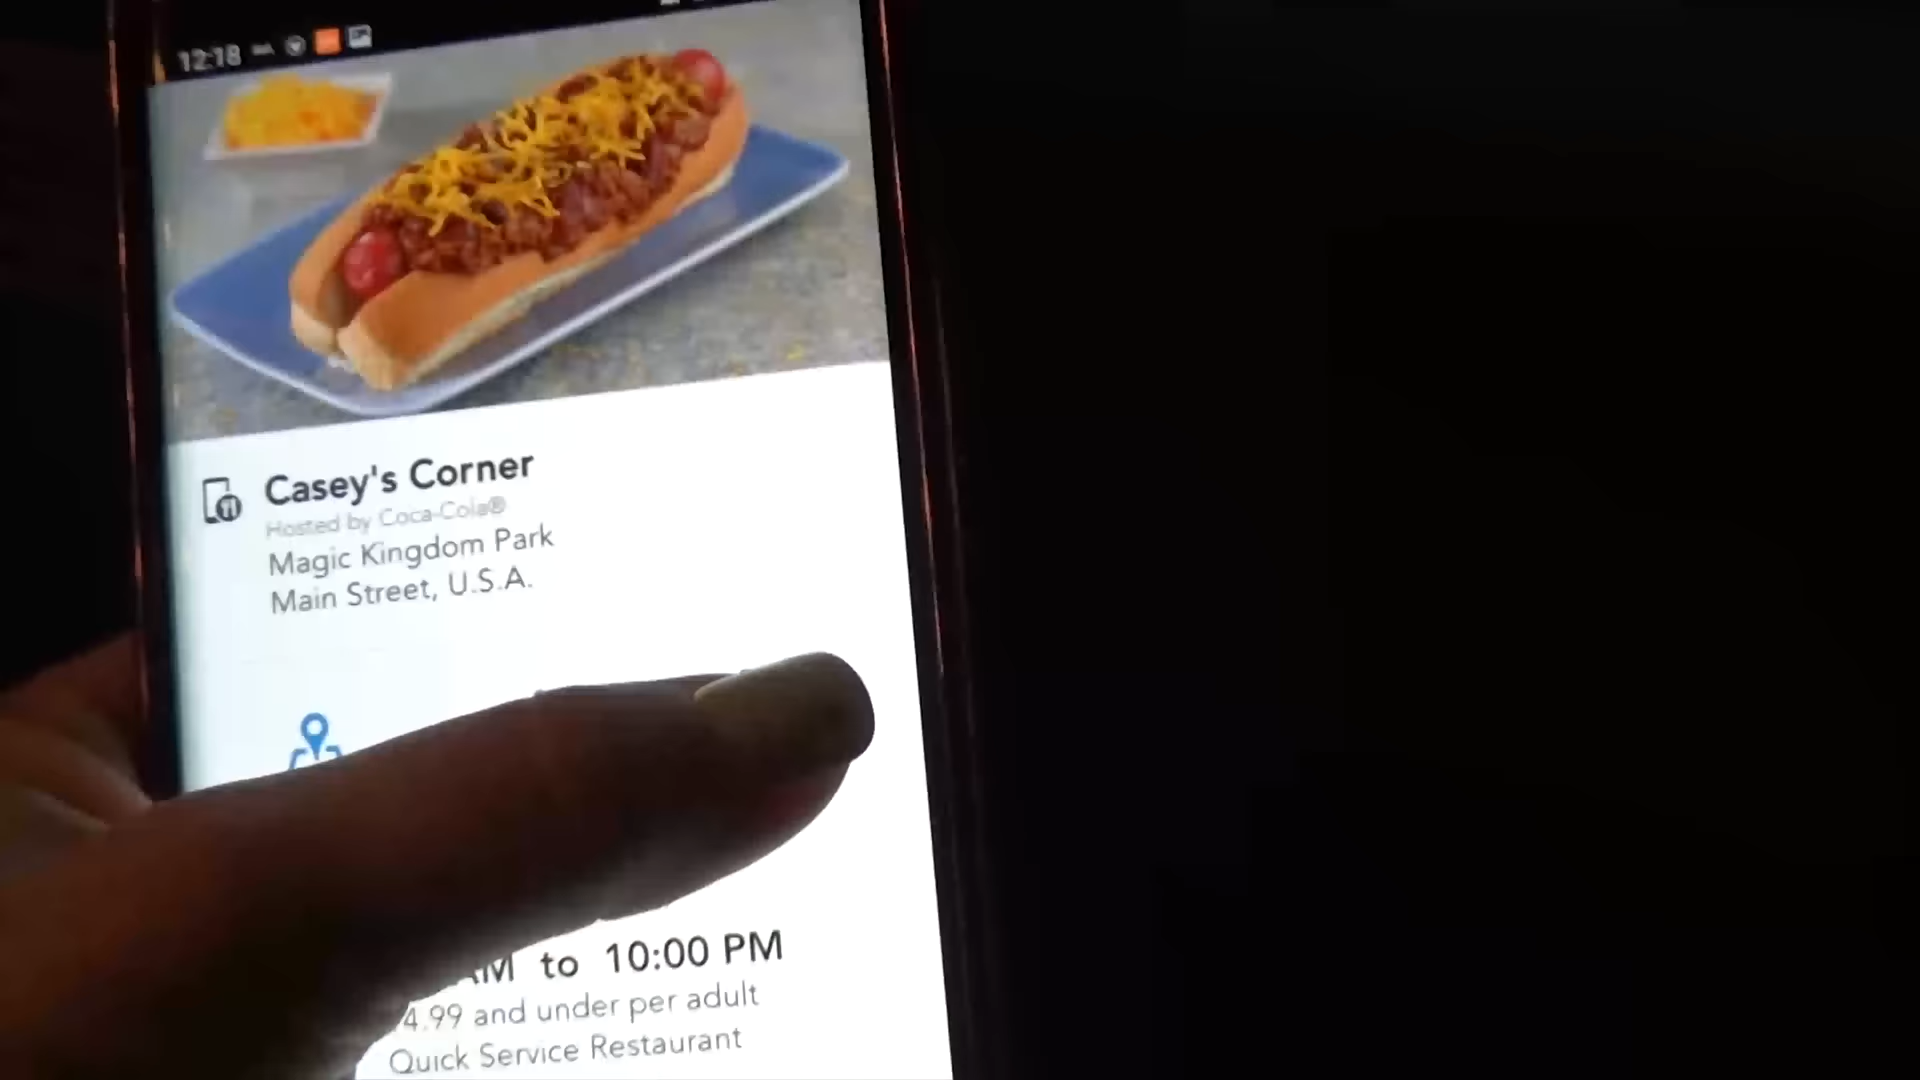 12:18
Casey's Corner
Hosted by Coca-Cola®
Magic Kingdom Park
Main Street, U.S.A.
AM to 10:00 PM
4.99 and under per adult
Quick Service Restaurant